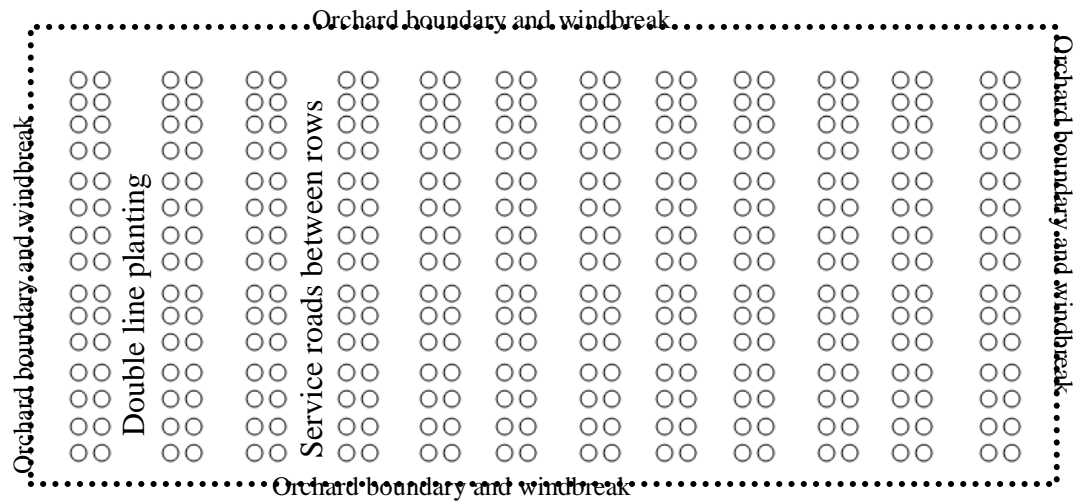 Orchard boundary and windbreak
Orchard boundary and windbreak
Double line planting
Service roads between rows
Orchard boundary and windbreak
Orchard boundary and windbreak